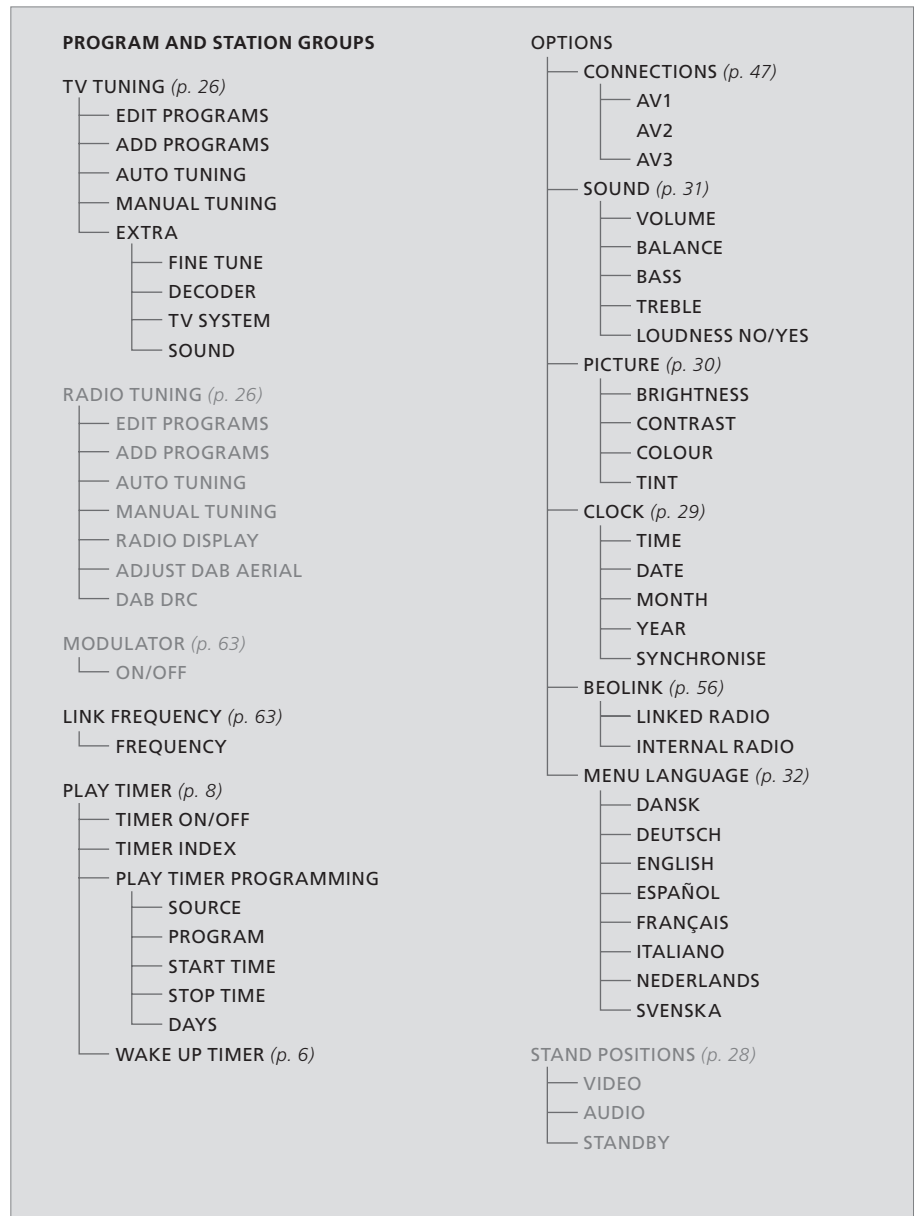 PROGRAM AND STATION GROUPS
TV TUNING (p. 26)
EDIT PROGRAMS
ADD PROGRAMS
AUTO TUNING
MANUAL TUNING
EXTRA
FINE TUNE
DECODER
TV SYSTEM
SOUND
RADIO TUNING (p. 26)
EDIT PROGRAMS
ADD PROGRAMS
AUTO TUNING
MANUAL TUNING
RADIO DISPLAY
ADJUST DAB AERIAL
DAB DRC
MODULATOR (p. 63)
ON/OFF
LINK FREQUENCY (p. 63)
FREQUENCY
PLAY TIMER (p. 8)
TIMER ON/OFF
TIMER INDEX
PLAY TIMER PROGRAMMING
SOURCE
PROGRAM
START TIME
STOP TIME
DAYS
WAKE UP TIMER (p. 6)
OPTIONS
CONNECTIONS (p. 47)
AV1
AV2
AV3
SOUND (p. 31)
VOLUME
BALANCE
BASS
TREBLE
LOUDNESS NO/YES
PICTURE (p. 30)
BRIGHTNESS
CONTRAST
COLOUR
TINT
CLOCK (p. 29)
TIME
DATE
MONTH
YEAR
SYNCHRONISE
BEOLINK (p. 56)
LINKED RADIO
INTERNAL RADIO
MENU LANGUAGE (p. 32)
DANSK
DEUTSCH
ENGLISH
ESPAÑOL
FRANÇAIS
ITALIANO
NEDERLANDS
SVENSKA
STAND POSITIONS (p. 28)
VIDEO
AUDIO
STANDBY